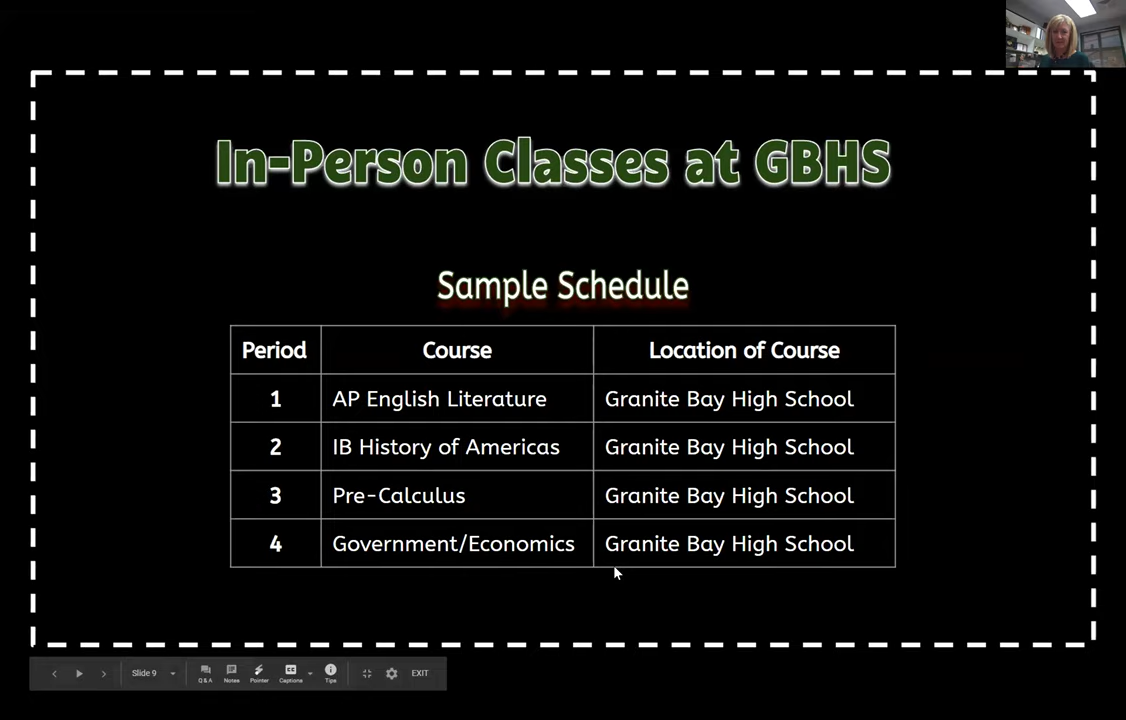 In-Person Classes at GBHS
Sample Schedule
Period Course Location of Course
1 AP English Literature Granite Bay High School
2 IB History of Americas Granite Bay High School
3 Pre-Calculus Granite Bay High School
4 Government/Economics Granite Bay High School
Slide 9 Q&A Notes Pointer CC Captions Tips EXIT